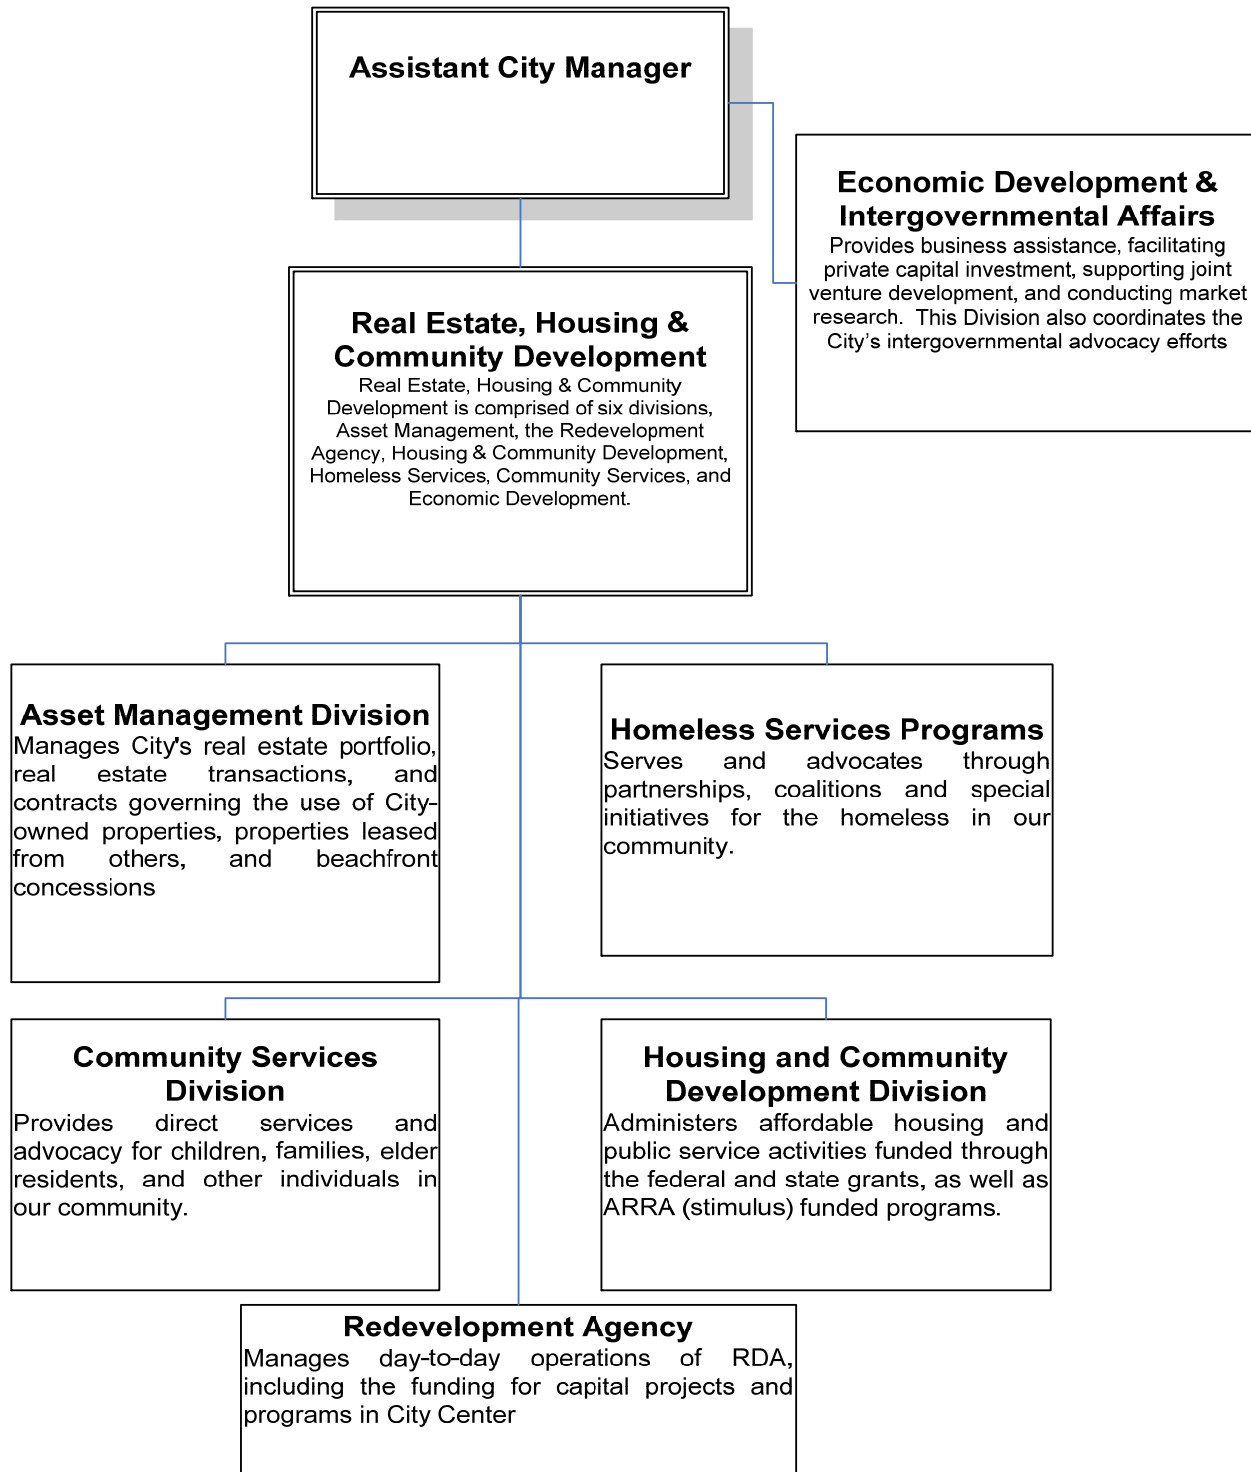 Assistant City Manager
Economic Development &
Intergovernmental Affairs
Provides business assistance, facilitating
private capital investment, supporting joint
venture development, and conducting market
research.  This Division also coordinates the
City’s intergovernmental advocacy efforts
Real Estate, Housing &
Community Development
Real Estate, Housing & Community
Development is comprised of six divisions,
Asset Management, the Redevelopment
Agency, Housing & Community Development,
Homeless Services, Community Services, and
Economic Development.
Asset Management Division
Manages City's real estate portfolio,
real estate transactions, and
contracts governing the use of City-
owned properties, properties leased
from others, and beachfront
concessions
Homeless Services Programs
Serves and advocates through
partnerships, coalitions and special
initiatives for the homeless in our
community.
Community Services
Division
Provides direct services and
advocacy for children, families, elder
residents, and other individuals in
our community.
Housing and Community
Development Division
Administers affordable housing and
public service activities funded through
the federal and state grants, as well as
ARRA (stimulus) funded programs.
Redevelopment Agency
Manages day-to-day operations of RDA,
including the funding for capital projects and
programs in City Center